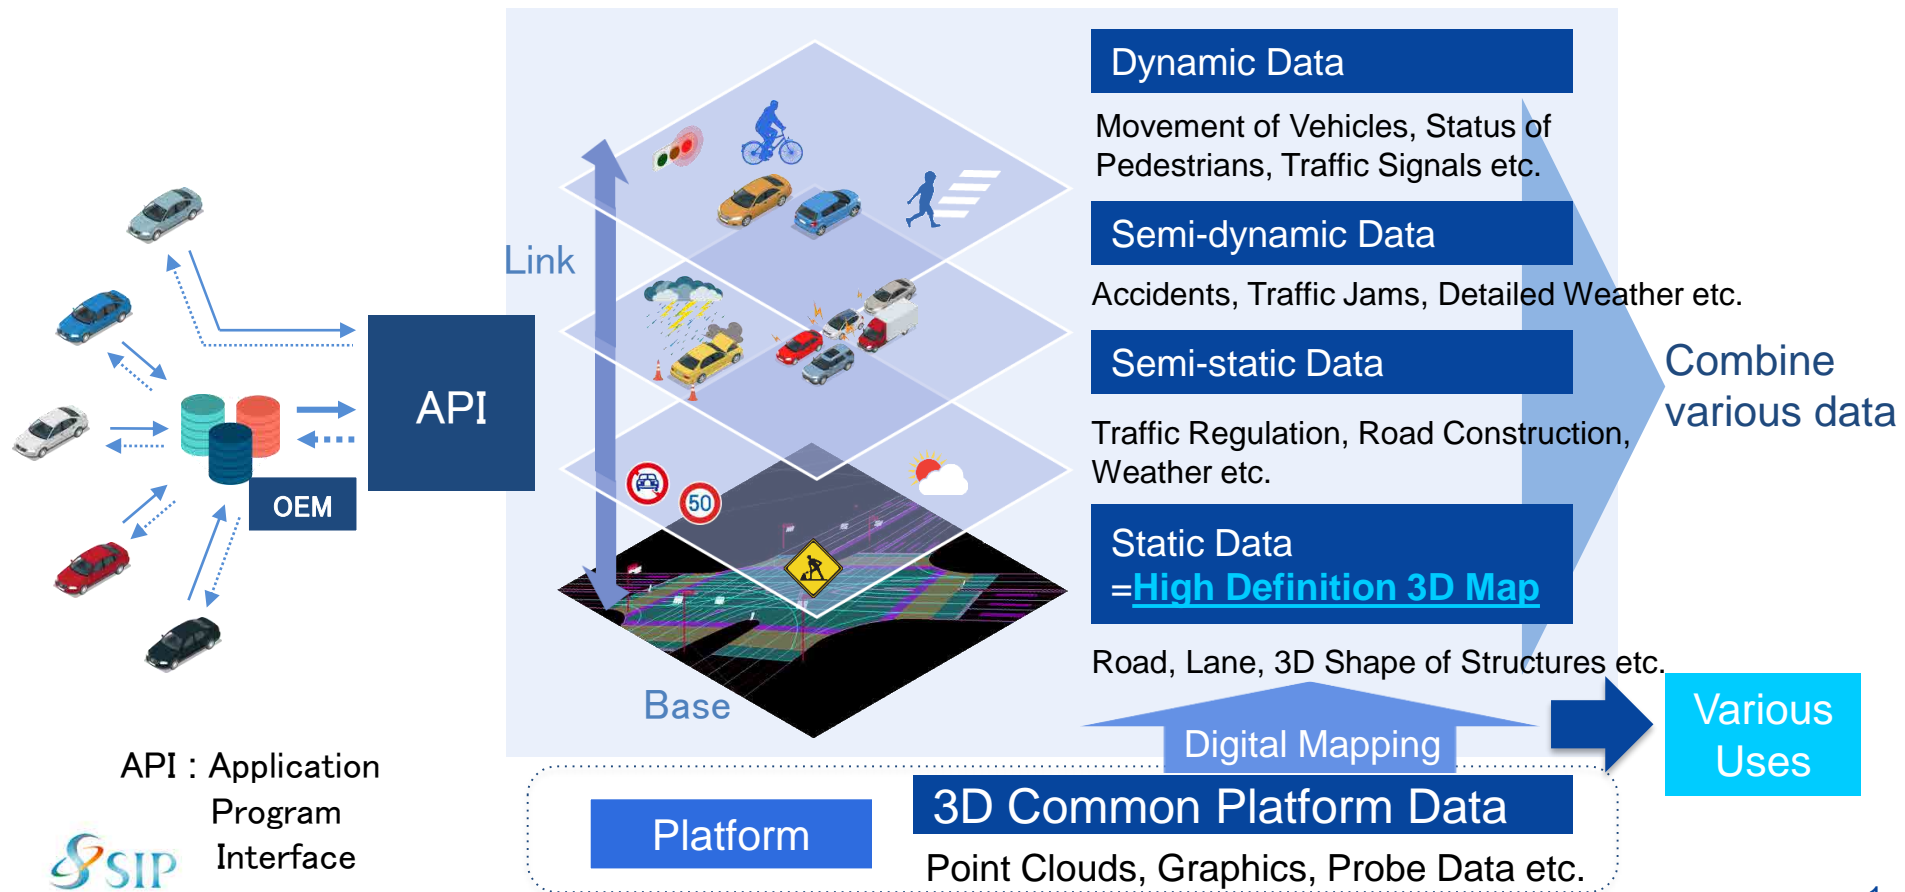 Dynamic Data
Movement of Vehicles, Status of
Pedestrians, Traffic Signals etc.
Semi-dynamic Data
Accidents, Traffic Jams, Detailed Weather etc.
Semi-static Data
Traffic Regulation, Road Construction,
Weather etc.
Static Data
=High Definition 3D Map
Road, Lane, 3D Shape of Structures etc.
Combine
various data
Link
API
OEM
50
Base
Digital Mapping
Various
Uses
Platform
3D Common Platform Data
Point Clouds, Graphics, Probe Data etc.
API : Application
Program
Interface
SIP